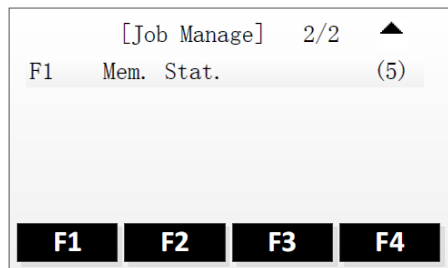 [Job Manage] 2/2 ▲
F1 Mem. Stat. (5)
F1 F2 F3 F4